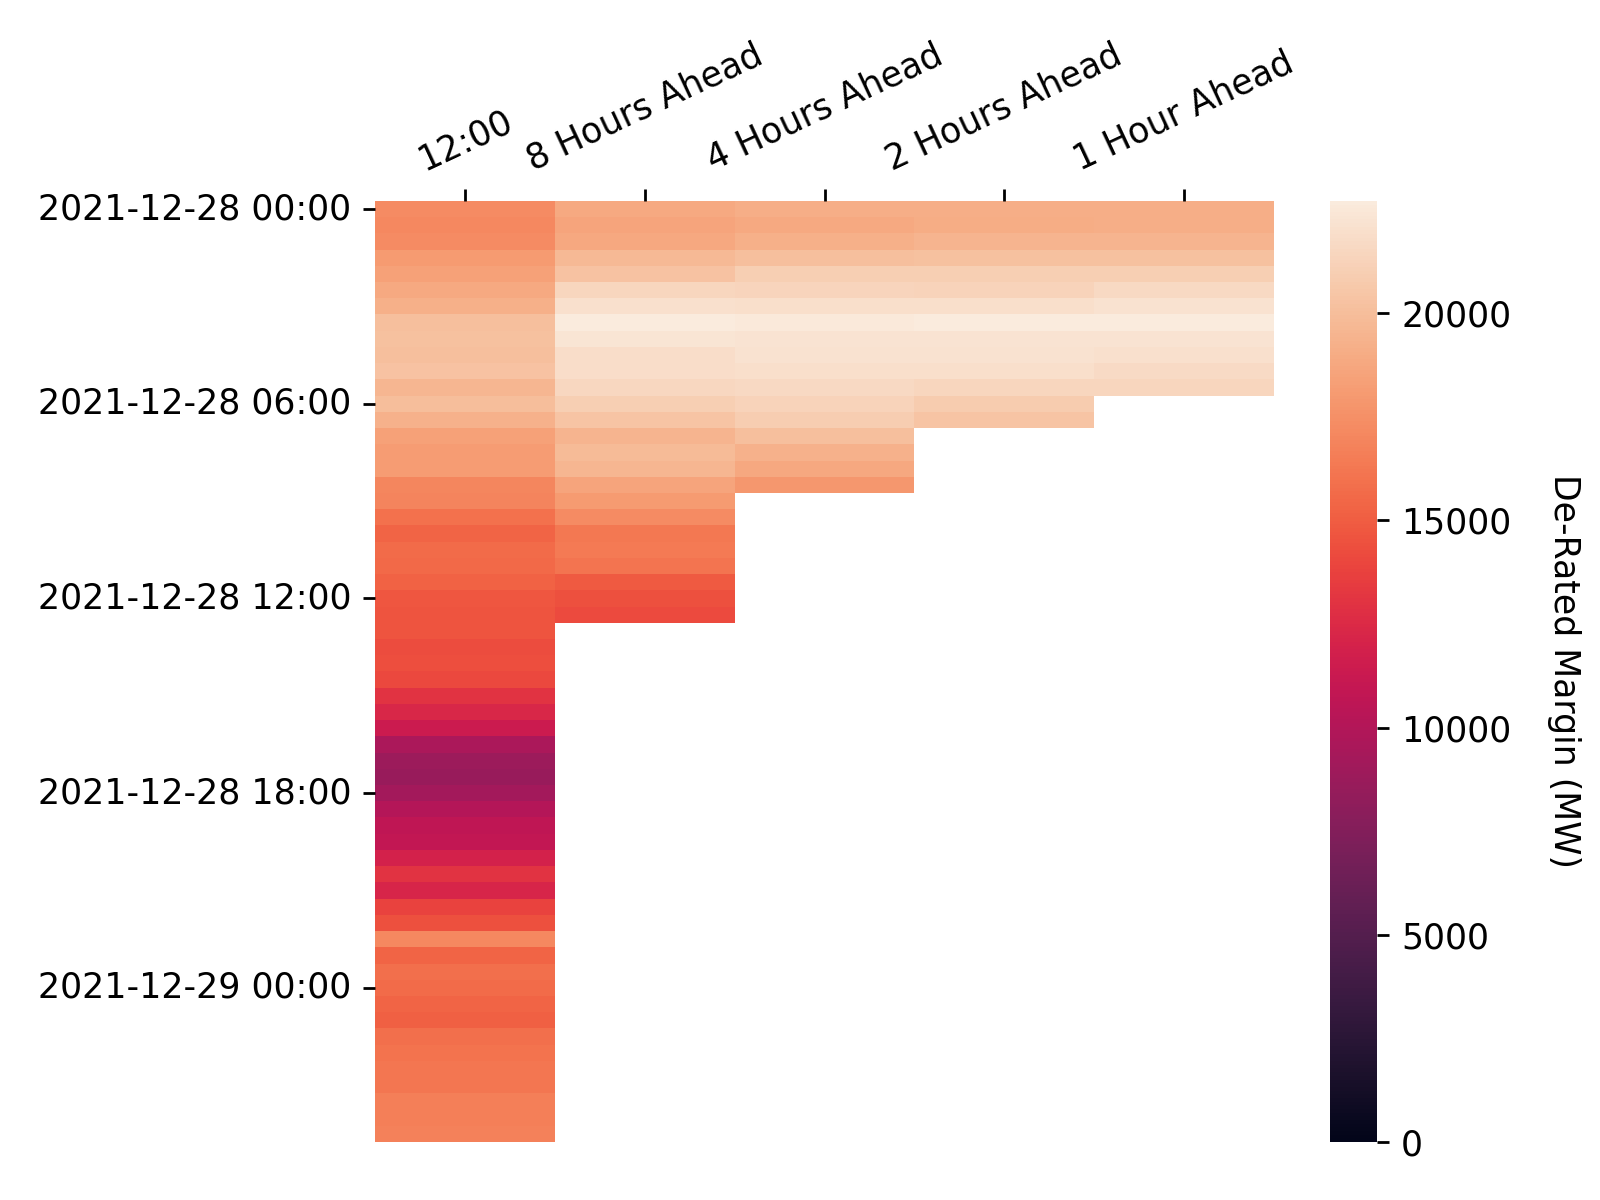 12:00
8 Hours Ahead
4 Hours Ahead
2 Hours Ahead
1 Hour Ahead
2021-12-28 00:00
2021-12-28 06:00
2021-12-28 12:00
2021-12-28 18:00
2021-12-29 00:00
20000
15000
10000
5000
0
De-Rated Margin (MW)